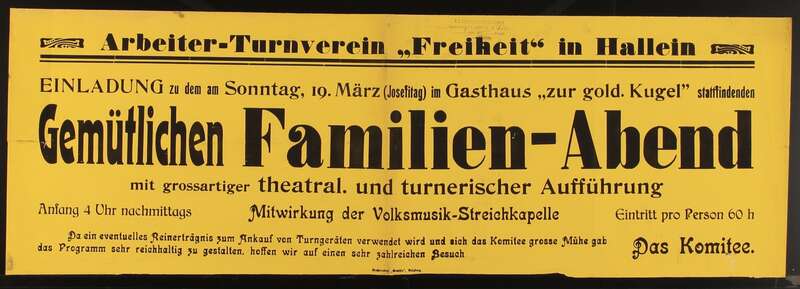 Arbeiter-Turnverein „Freiheit“ in Hallein
EINLADUNG zu dem am Sonntag, 19. März (Josefitag) im Gasthaus „zur gold. Kugel” stattfindenden
Gemütlichen Familien-Abend
mit grossartiger theatral. und turnerischer Aufführung
Anfang 4 Uhr nachmittags Mitwirkung der Volksmusik-Streichkapelle Eintritt pro Person 60 h
Da ein eventuelles Reinerträgnis zum Ankauf von Turngeräten verwendet wird und sich das Komitee grosse Mühe gab
das Programm sehr reichhaltig zu gestalten, hoffen wir auf einen sehr zahlreichen Besuch
Das Komitee.